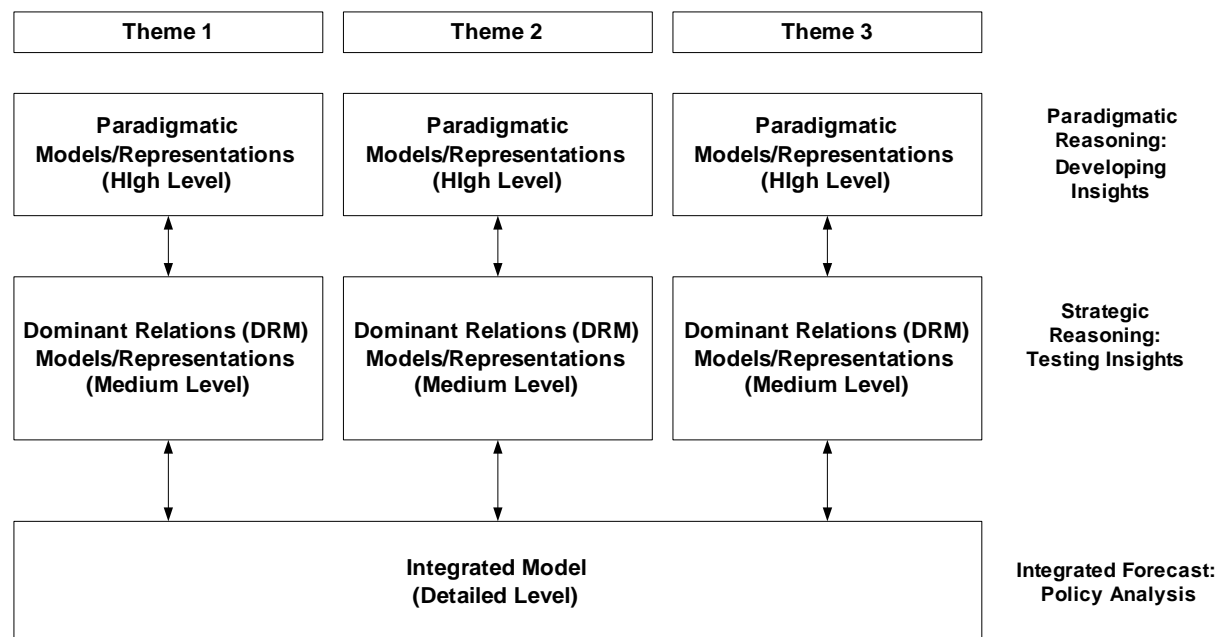 Theme 1
Theme 2
Theme 3
Paradigmatic
Models/Representations
(HIgh Level)
Paradigmatic
Models/Representations
(HIgh Level)
Paradigmatic
Models/Representations
(HIgh Level)
Paradigmatic
Reasoning:
Developing
Insights
Dominant Relations (DRM)
Models/Representations
(Medium Level)
Dominant Relations (DRM)
Models/Representations
(Medium Level)
Dominant Relations (DRM)
Models/Representations
(Medium Level)
Strategic
Reasoning:
Testing Insights
Integrated Model
(Detailed Level)
Integrated Forecast:
Policy Analysis